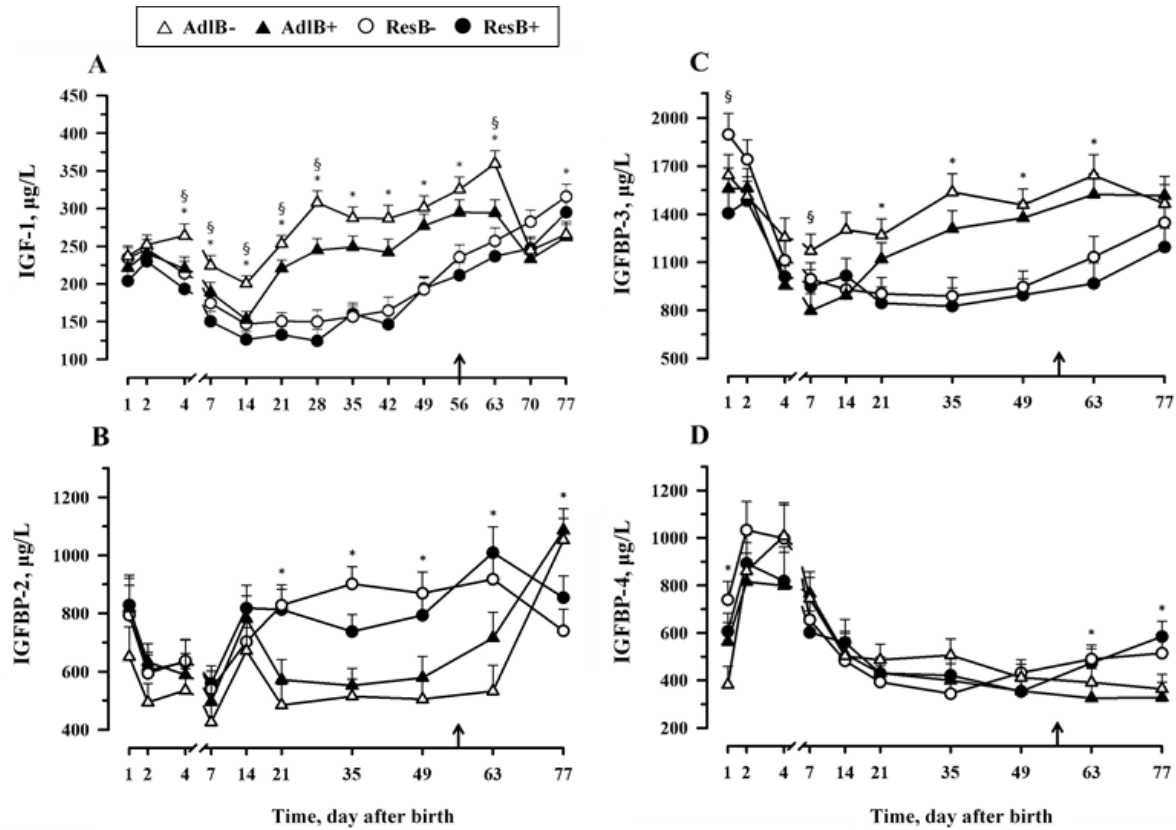 AdlB- AdlB+ ResB- ResB+
A
450
400
350
300
250
200
150
100
IGF-1, µg/L
§
*
§
*
§
*
§
*
§
*
*
*
*
*
§
*
*
1 2 4 7 14 21 28 35 42 49 56 63 70 77
B
1200
1000
800
600
400
IGFBP-2, µg/L
* * * * *
1 2 4 7 14 21 35 49 63 77
Time, day after birth
C
2000
1700
1400
1100
800
500
IGFBP-3, µg/L
§ § * * * *
1 2 4 7 14 21 35 49 63 77
D
1200
1000
800
600
400
200
IGFBP-4, µg/L
* * *
1 2 4 7 14 21 35 49 63 77
Time, day after birth